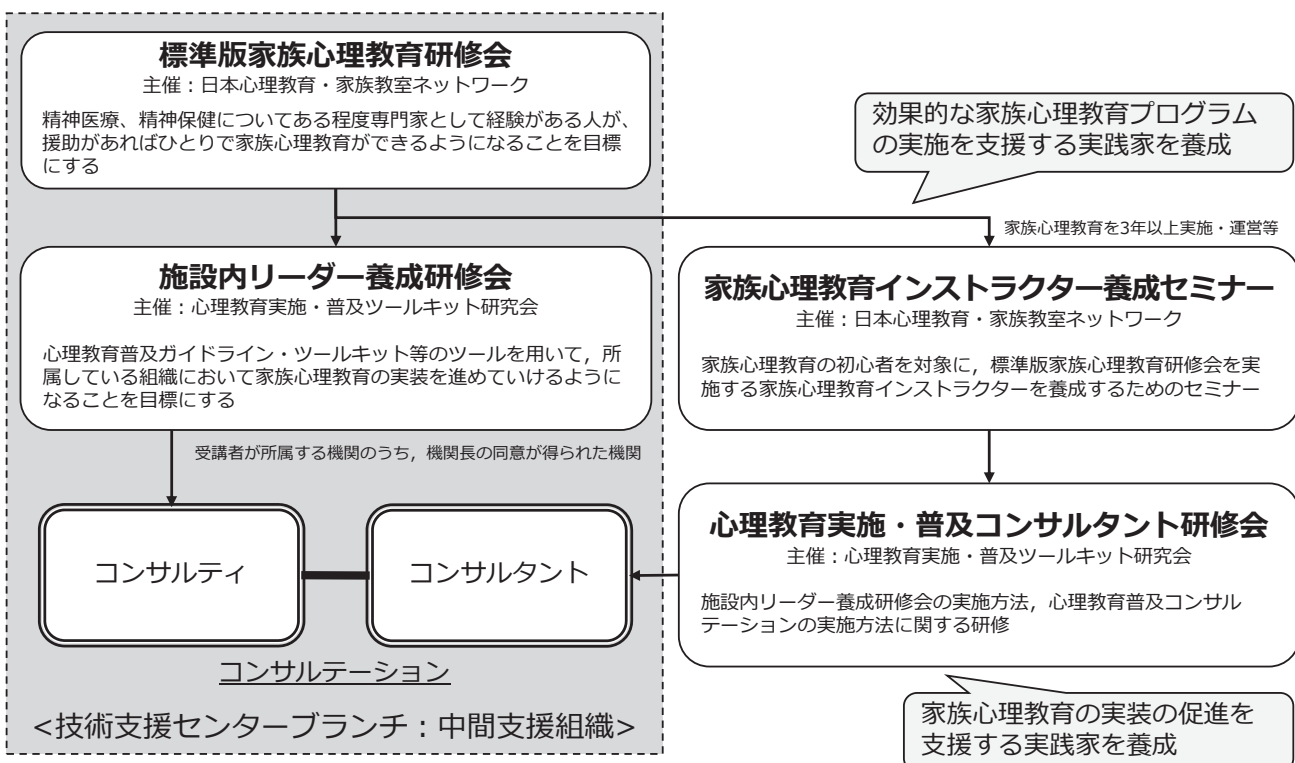 標準版家族心理教育研修会
主催：日本心理教育・家族教室ネットワーク
精神医療、精神保健についてある程度専門家として経験がある人が、
援助があればひとりで家族心理教育ができるようになることを目標
にする
効果的な家族心理教育プログラム
の実施を支援する実践家を養成
家族心理教育を3年以上実施・運営等
施設内リーダー養成研修会
主催：心理教育実施・普及ツールキット研究会
心理教育普及ガイドライン・ツールキット等のツールを用いて，所
属している組織において家族心理教育の実装を進めていけるように
なることを目標にする
家族心理教育インストラクター養成セミナー
主催：日本心理教育・家族教室ネットワーク
家族心理教育の初心者を対象に，標準版家族心理教育研修会を実
施する家族心理教育インストラクターを養成するためのセミナー
受講者が所属する機関のうち，機関長の同意が得られた機関
コンサルティ
コンサルタント
コンサルテーション
<技術支援センターブランチ：中間支援組織>
心理教育実施・普及コンサルタント研修会
主催：心理教育実施・普及ツールキット研究会
施設内リーダー養成研修会の実施方法，心理教育普及コンサル
テーションの実施方法に関する研修
家族心理教育の実装の促進を
支援する実践家を養成